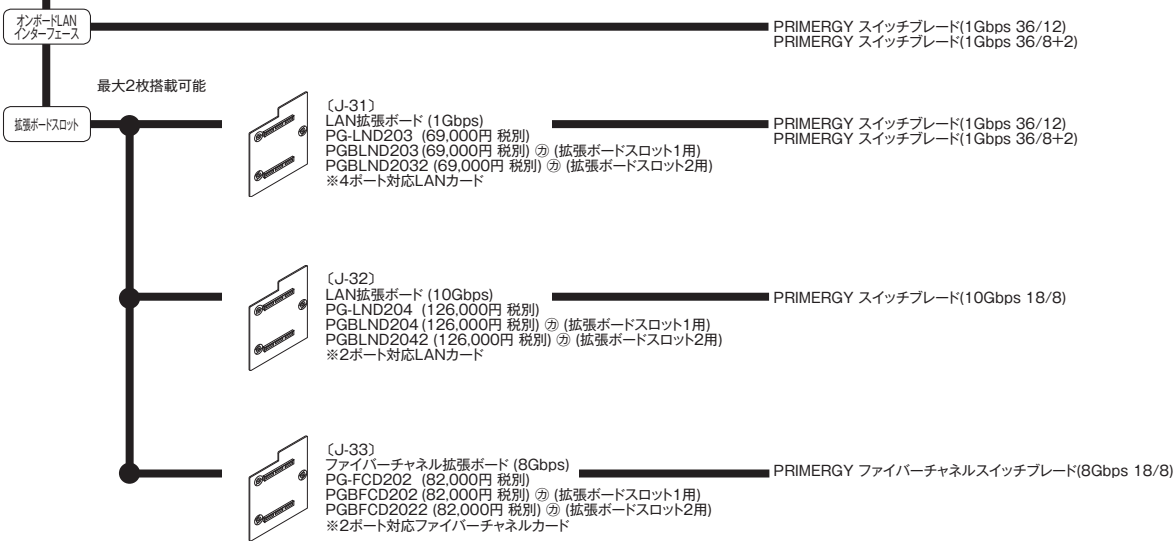 オンボードLAN
インターフェース
PRIMERGY スイッチブレード(1Gbps 36/12)
PRIMERGY スイッチブレード(1Gbps 36/8+2)
最大2枚搭載可能
拡張ボードスロット
〔J-31〕
LAN拡張ボード (1Gbps)
PG-LND203 (69,000円 税別)
PGBLND203 (69,000円 税別) ㋕ (拡張ボードスロット1用)
PGBLND2032 (69,000円 税別) ㋕ (拡張ボードスロット2用)
※4ポート対応LANカード
PRIMERGY スイッチブレード(1Gbps 36/12)
PRIMERGY スイッチブレード(1Gbps 36/8+2)
〔J-32〕
LAN拡張ボード (10Gbps)
PG-LND204 (126,000円 税別)
PGBLND204 (126,000円 税別) ㋕ (拡張ボードスロット1用)
PGBLND2042 (126,000円 税別) ㋕ (拡張ボードスロット2用)
※2ポート対応LANカード
PRIMERGY スイッチブレード(10Gbps 18/8)
〔J-33〕
ファイバーチャネル拡張ボード (8Gbps)
PG-FCD202 (82,000円 税別)
PGBFCD202 (82,000円 税別) ㋕ (拡張ボードスロット1用)
PGBFCD2022 (82,000円 税別) ㋕ (拡張ボードスロット2用)
※2ポート対応ファイバーチャネルカード
PRIMERGY ファイバーチャネルスイッチブレード(8Gbps 18/8)